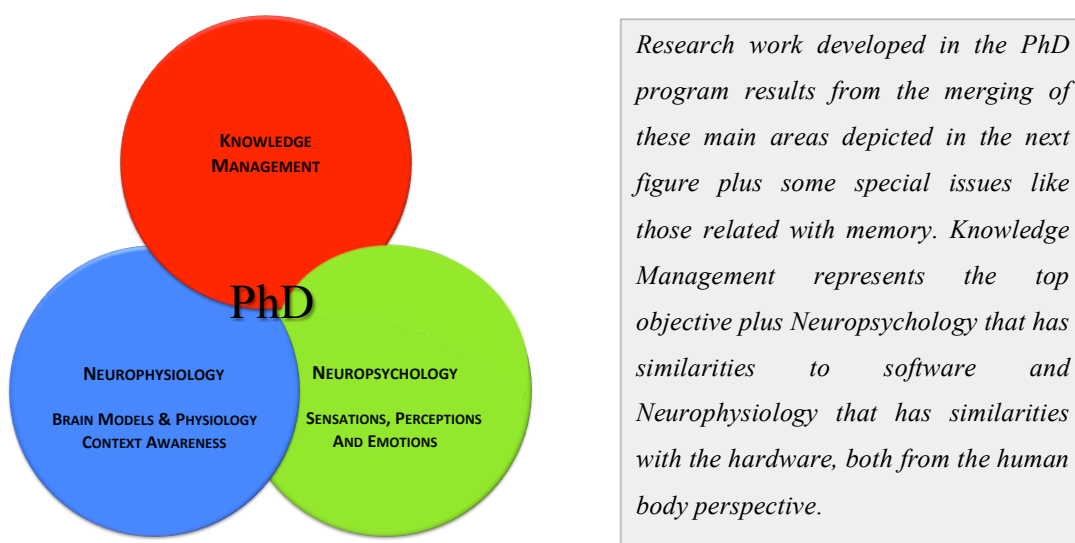 KNOWLEDGE
MANAGEMENT
PhD
NEUROPHYSIOLOGY
BRAIN MODELS & PHYSIOLOGY
CONTEXT AWARENESS
NEUROPSYCHOLOGY
SENSATIONS, PERCEPTIONS
AND EMOTIONS
Research work developed in the PhD
program results from the merging of
these main areas depicted in the next
figure plus some special issues like
those related with memory. Knowledge
Management represents the top
objective plus Neuropsychology that has
similarities to software and
Neurophysiology that has similarities
with the hardware, both from the human
body perspective.